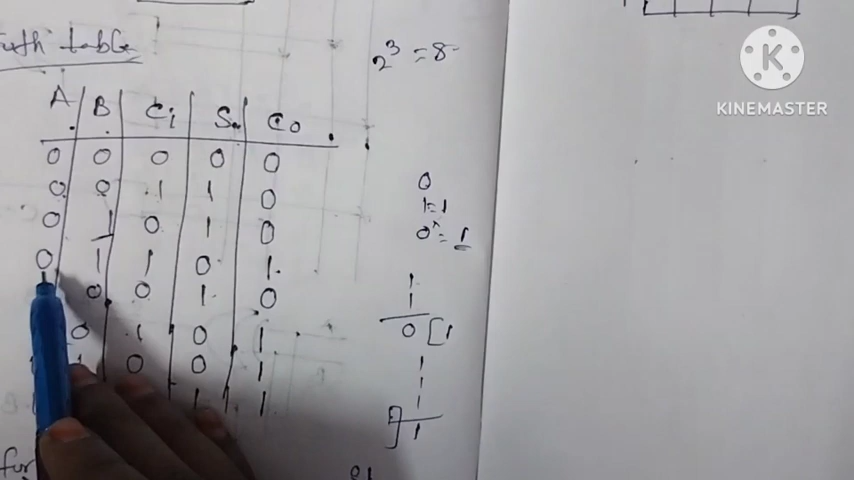 truth table
2³ = 8
A B Ci S Co
0 0 0 0 0
0 0 1 1 0
0 1 0 1 0
0 1 1 0 1
0 0 1 0
0 1 0 1
1 0 0 1
1 1 1
0
1=1
0=1
1
1
0 [1
1
1
1
1
for
KINEMASTER